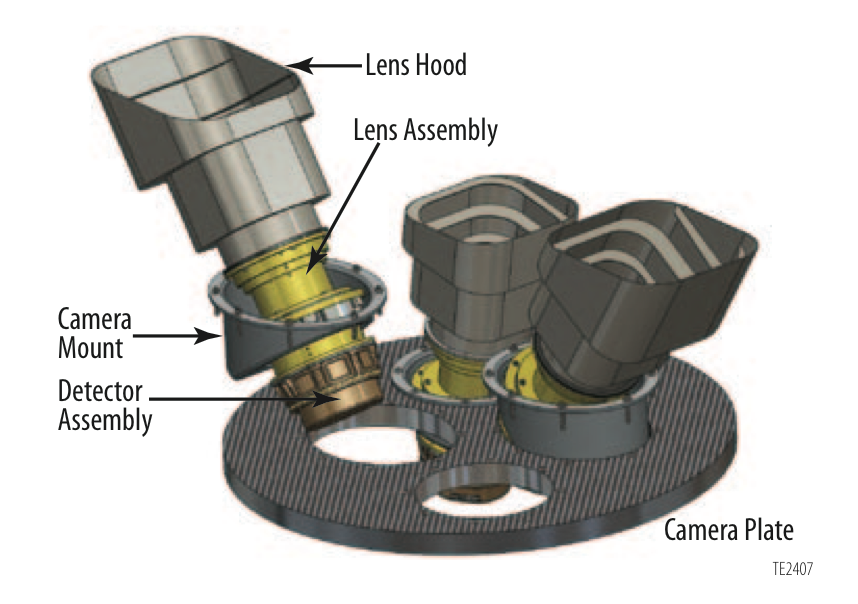 Lens Hood
Lens Assembly
Camera
Mount
Detector
Assembly
Camera Plate
TE2407